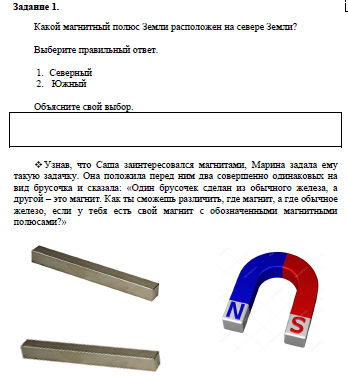 Задание 1.
Какой магнитный полюс Земли расположен на севере Земли?
Выберите правильный ответ.
1. Северный
2. Южный
Объясните свой выбор.
❖ Узнав, что Саша заинтересовался магнитами, Марина задала ему
такую задачку. Она положила перед ним два совершенно одинаковых на
вид брусочка и сказала: «Один брусочек сделан из обычного железа, а
другой – это магнит. Как ты сможешь различить, где магнит, а где обычное
железо, если у тебя есть свой магнит с обозначенными магнитными
полюсами?»
N
S